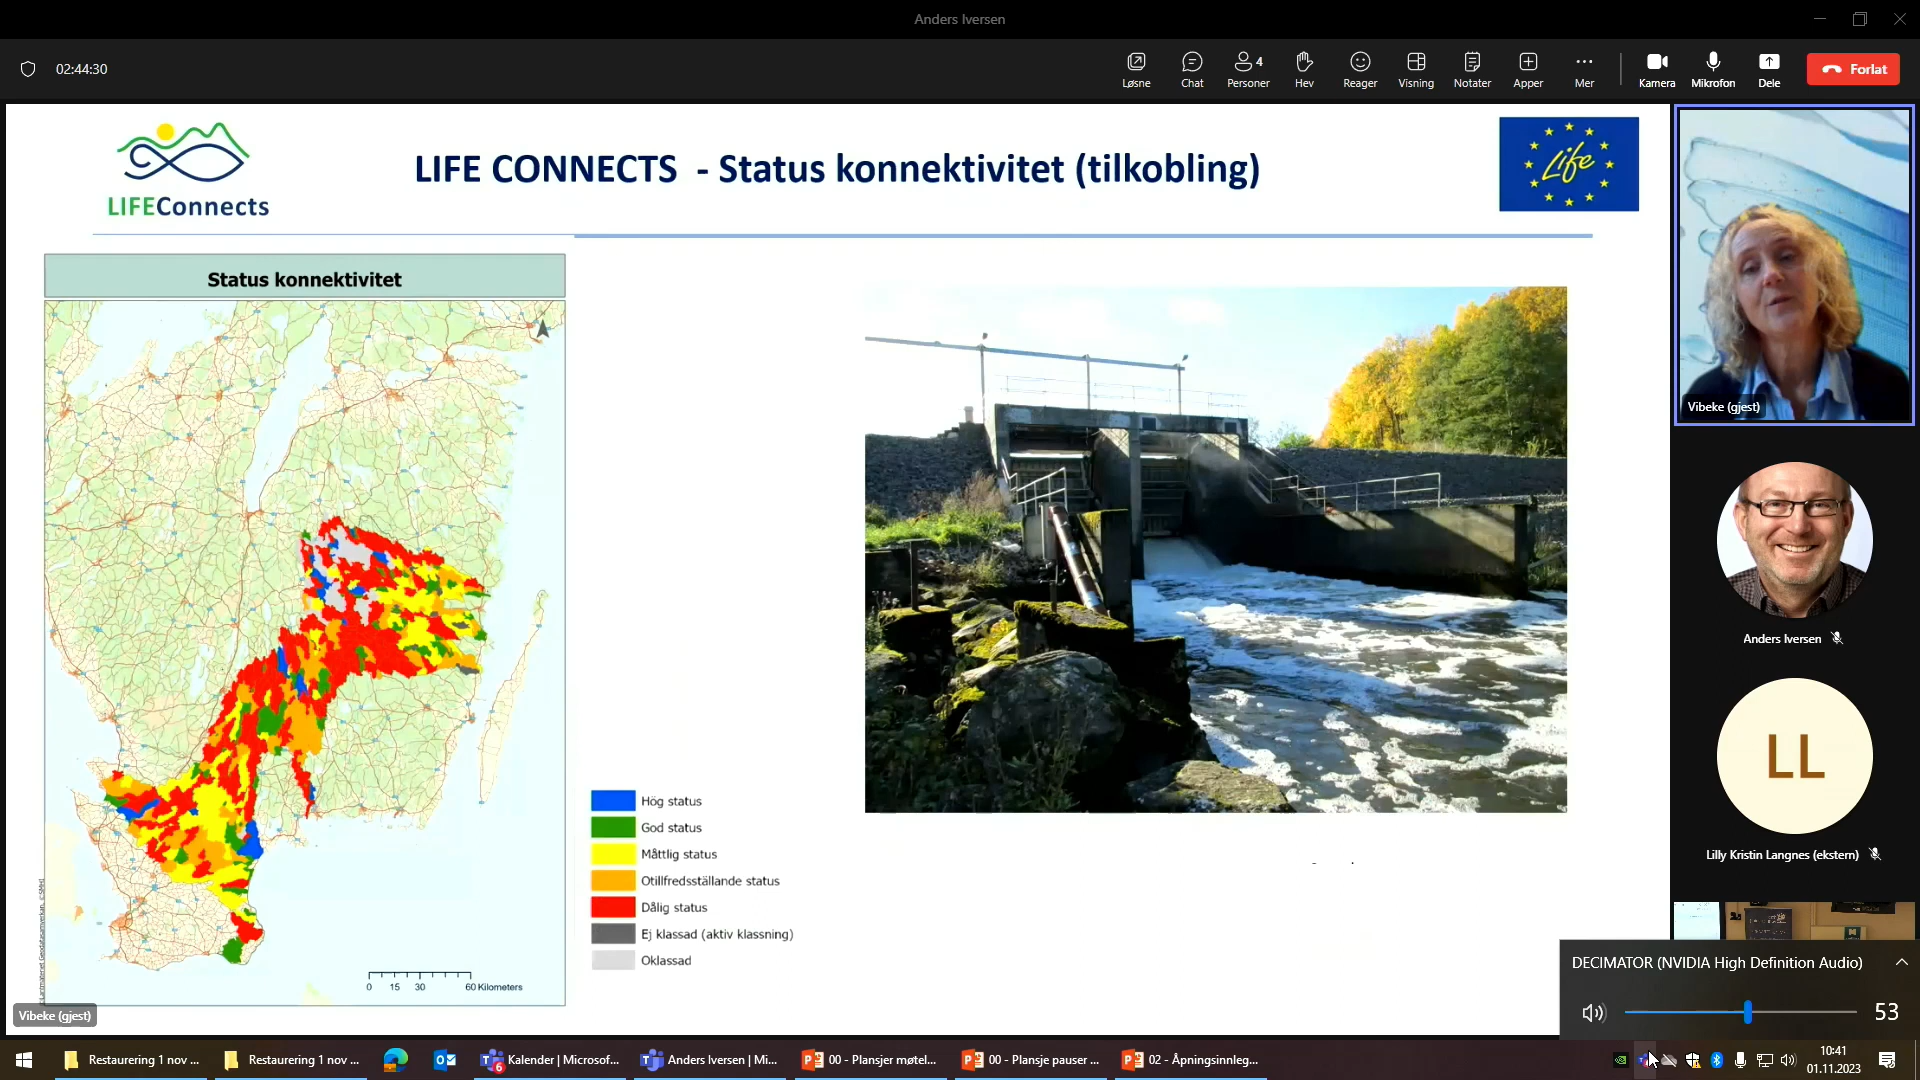 Anders Iversen
02:44:30
Løsne
Chat
4
Personer
Hev
Reager
Visning
Notater
Apper
Mer
Kamera
Mikrofon
Dele
Forlat
LIFEConnects
LIFE CONNECTS - Status konnektivitet (tilkobling)
Life
Status konnektivitet
0 15 30 60 Kilometers
Hög status
God status
Måttlig status
Otillfredsställande status
Dålig status
Ej klassad (aktiv klassning)
Oklassad
Vibeke (gjest)
Vibeke (gjest)
Anders Iversen
LL
Lilly Kristin Langnes (ekstern)
DECIMATOR (NVIDIA High Definition Audio)
53
Restaurering 1 nov ...
Restaurering 1 nov ...
6
Kalender | Microsof...
Anders Iversen | Mi...
00 - Plansjer møtel...
00 - Plansje pauser ...
02 - Åpningsinnleg...
10:41
01.11.2023